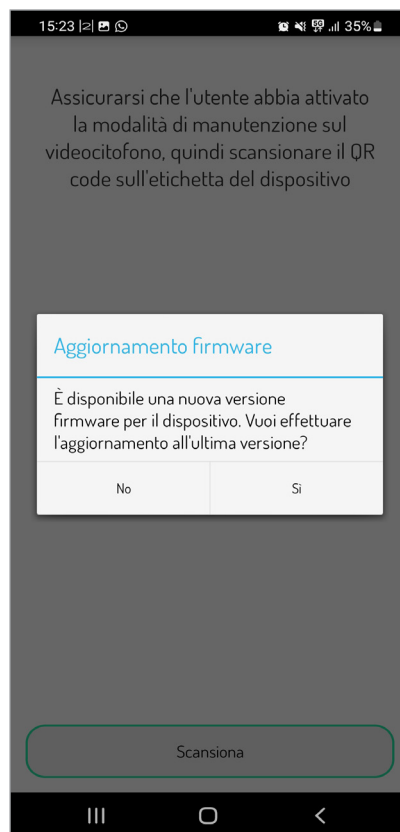 15:23
35%
Assicurarsi che l'utente abbia attivato
la modalità di manutenzione sul
videocitofono, quindi scansionare il QR
code sull'etichetta del dispositivo
Aggiornamento firmware
È disponibile una nuova versione
firmware per il dispositivo. Vuoi effettuare
l'aggiornamento all'ultima versione?
No
Sì
Scansiona